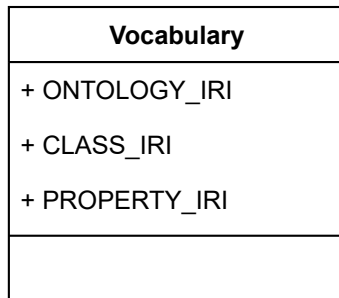 Vocabulary
+ ONTOLOGY_IRI
+ CLASS_IRI
+ PROPERTY_IRI